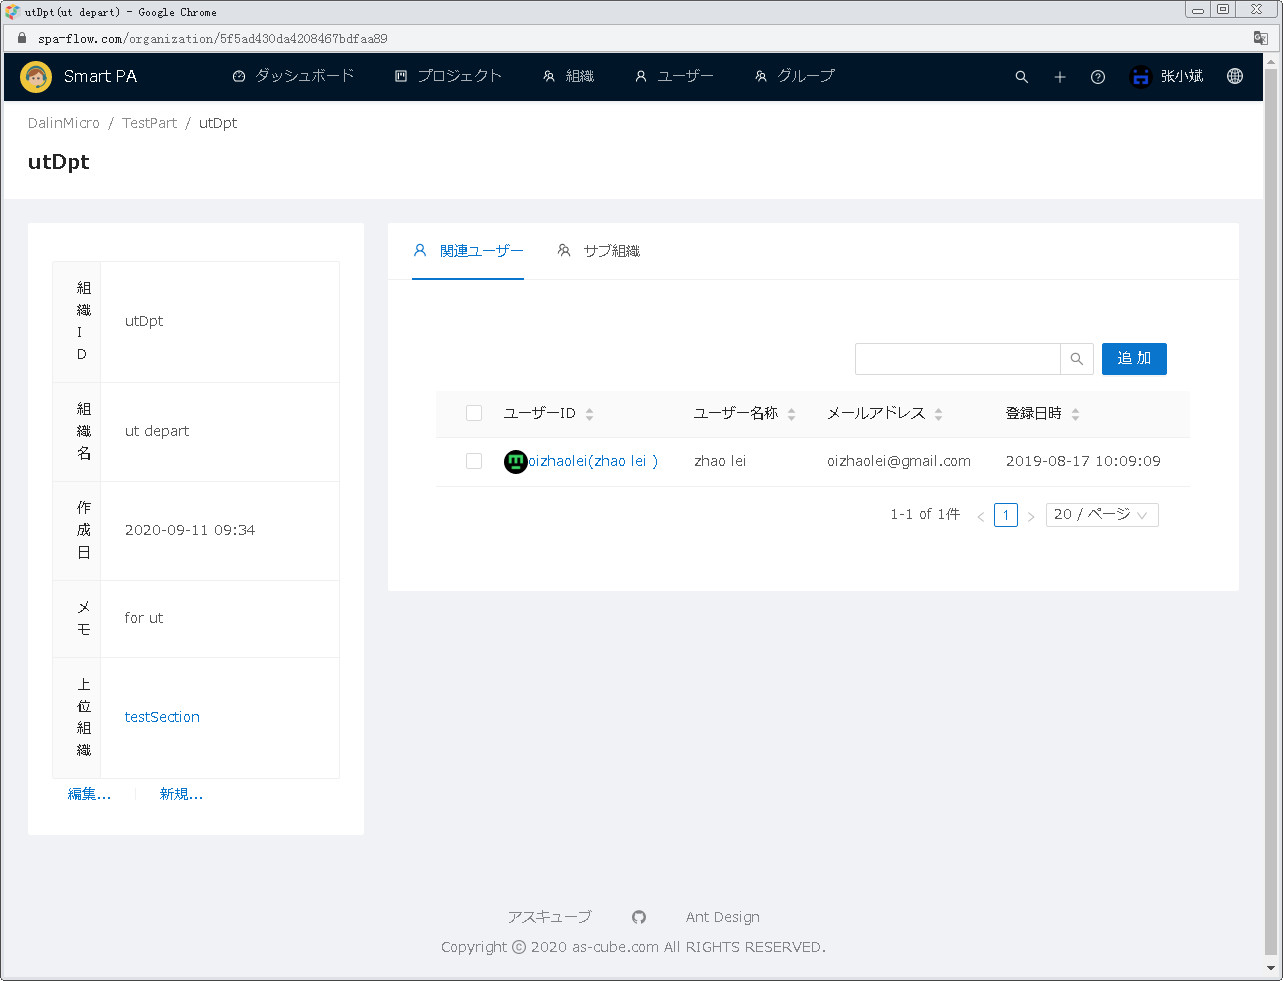 utDpt(ut depart) - Google Chrome
spa-flow.com/organization/5f5ad430da4208467bdfaa89
Smart PA ダッシュボード プロジェクト 組織 ユーザー グループ 张小斌
DalinMicro / TestPart / utDpt
utDpt
関連ユーザー サブ組織
組織ID utDpt
組織名 ut depart
作成日 2020-09-11 09:34
メモ for ut
上位組織 testSection
編集... 新規...
追 加
ユーザーID ユーザー名称 メールアドレス 登録日時
oizhaolei(zhao lei ) zhao lei oizhaolei@gmail.com 2019-08-17 10:09:09
1-1 of 1件 < 1 > 20 / ページ
アスキューブ Ant Design
Copyright © 2020 as-cube.com All RIGHTS RESERVED.